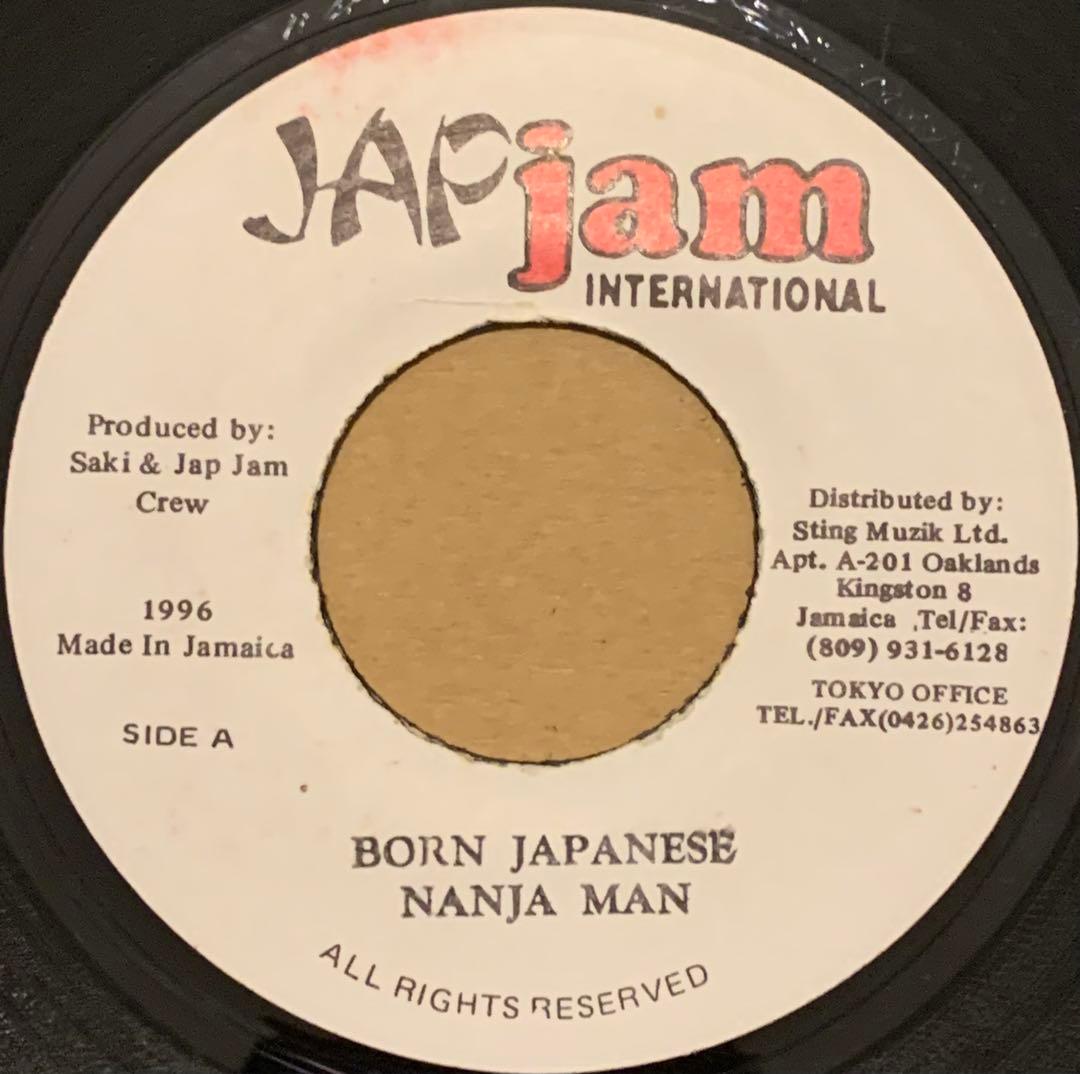 JAPjam
INTERNATIONAL
Produced by:
Saki & Jap Jam
Crew
1996
Made In Jamaica
SIDE A
Distributed by:
Sting Muzik Ltd.
Apt. A-201 Oaklands
Kingston 8
Jamaica ,Tel/Fax:
(809) 931-6128
TOKYO OFFICE
TEL./FAX(0426)254863
BORN JAPANESE
NANJA MAN
ALL RIGHTS RESERVED